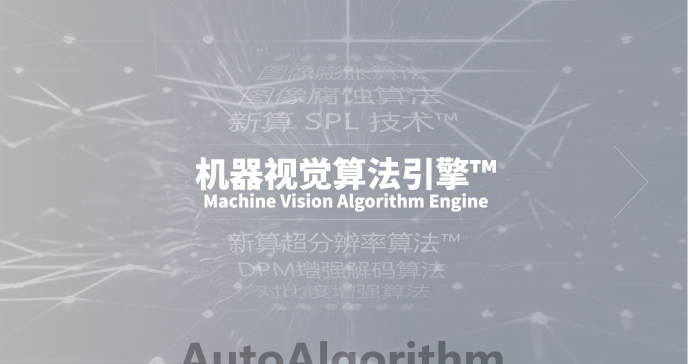 图像膨胀算法
图像腐蚀算法
新算 SPL 技术™
机器视觉算法引擎™
Machine Vision Algorithm Engine
新算超分辨率算法™
DPM增强解码算法
对比度增强算法
AutoAlgorithm